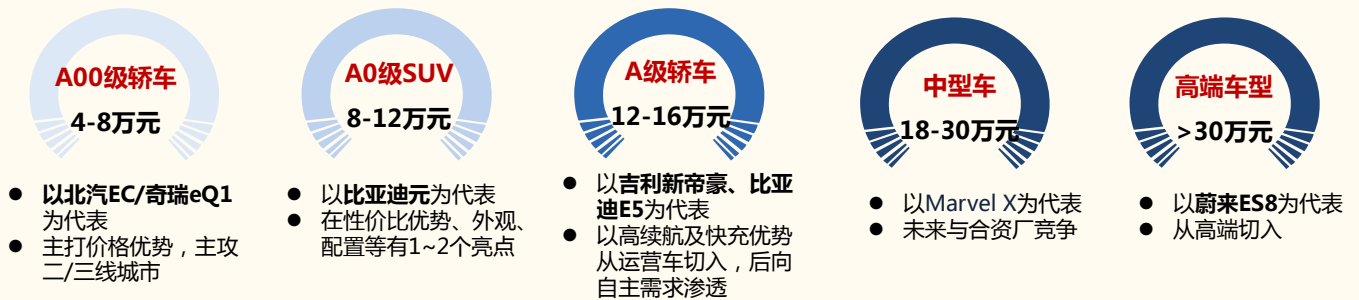 A00级轿车
4-8万元
● 以北汽EC/奇瑞eQ1
为代表
● 主打价格优势，主攻
二/三线城市
A0级SUV
8-12万元
● 以比亚迪元为代表
● 在性价比优势、外观、
配置等有1~2个亮点
A级轿车
12-16万元
● 以吉利新帝豪、比亚
迪E5为代表
● 以高续航及快充优势
从运营车切入，后向
自主需求渗透
中型车
18-30万元
● 以Marvel X为代表
● 未来与合资厂竞争
高端车型
>30万元
● 以蔚来ES8为代表
● 从高端切入